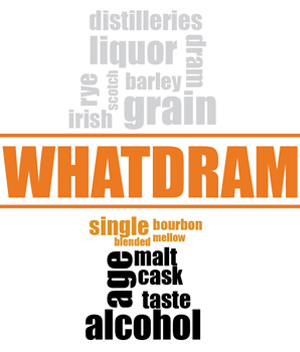 distilleries
liquor
dram
rye
scotch
barley
irish
grain
WHATDRAM
single
bourbon
blended
mellow
age
malt
cask
taste
alcohol